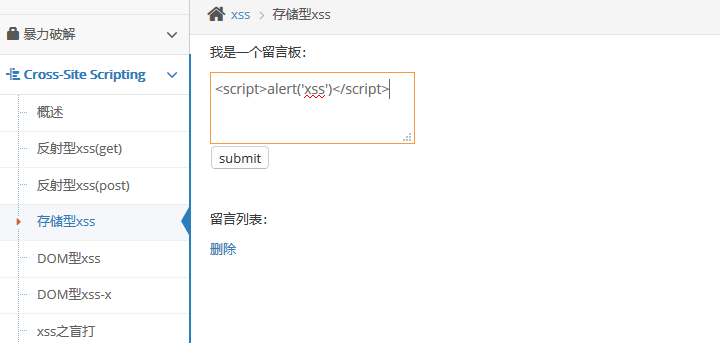 暴力破解
Cross-Site Scripting
概述
反射型xss(get)
反射型xss(post)
存储型xss
DOM型xss
DOM型xss-x
xss之盲打
xss > 存储型xss
我是一个留言板：
<script>alert('xss')</script>
submit
留言列表：
删除